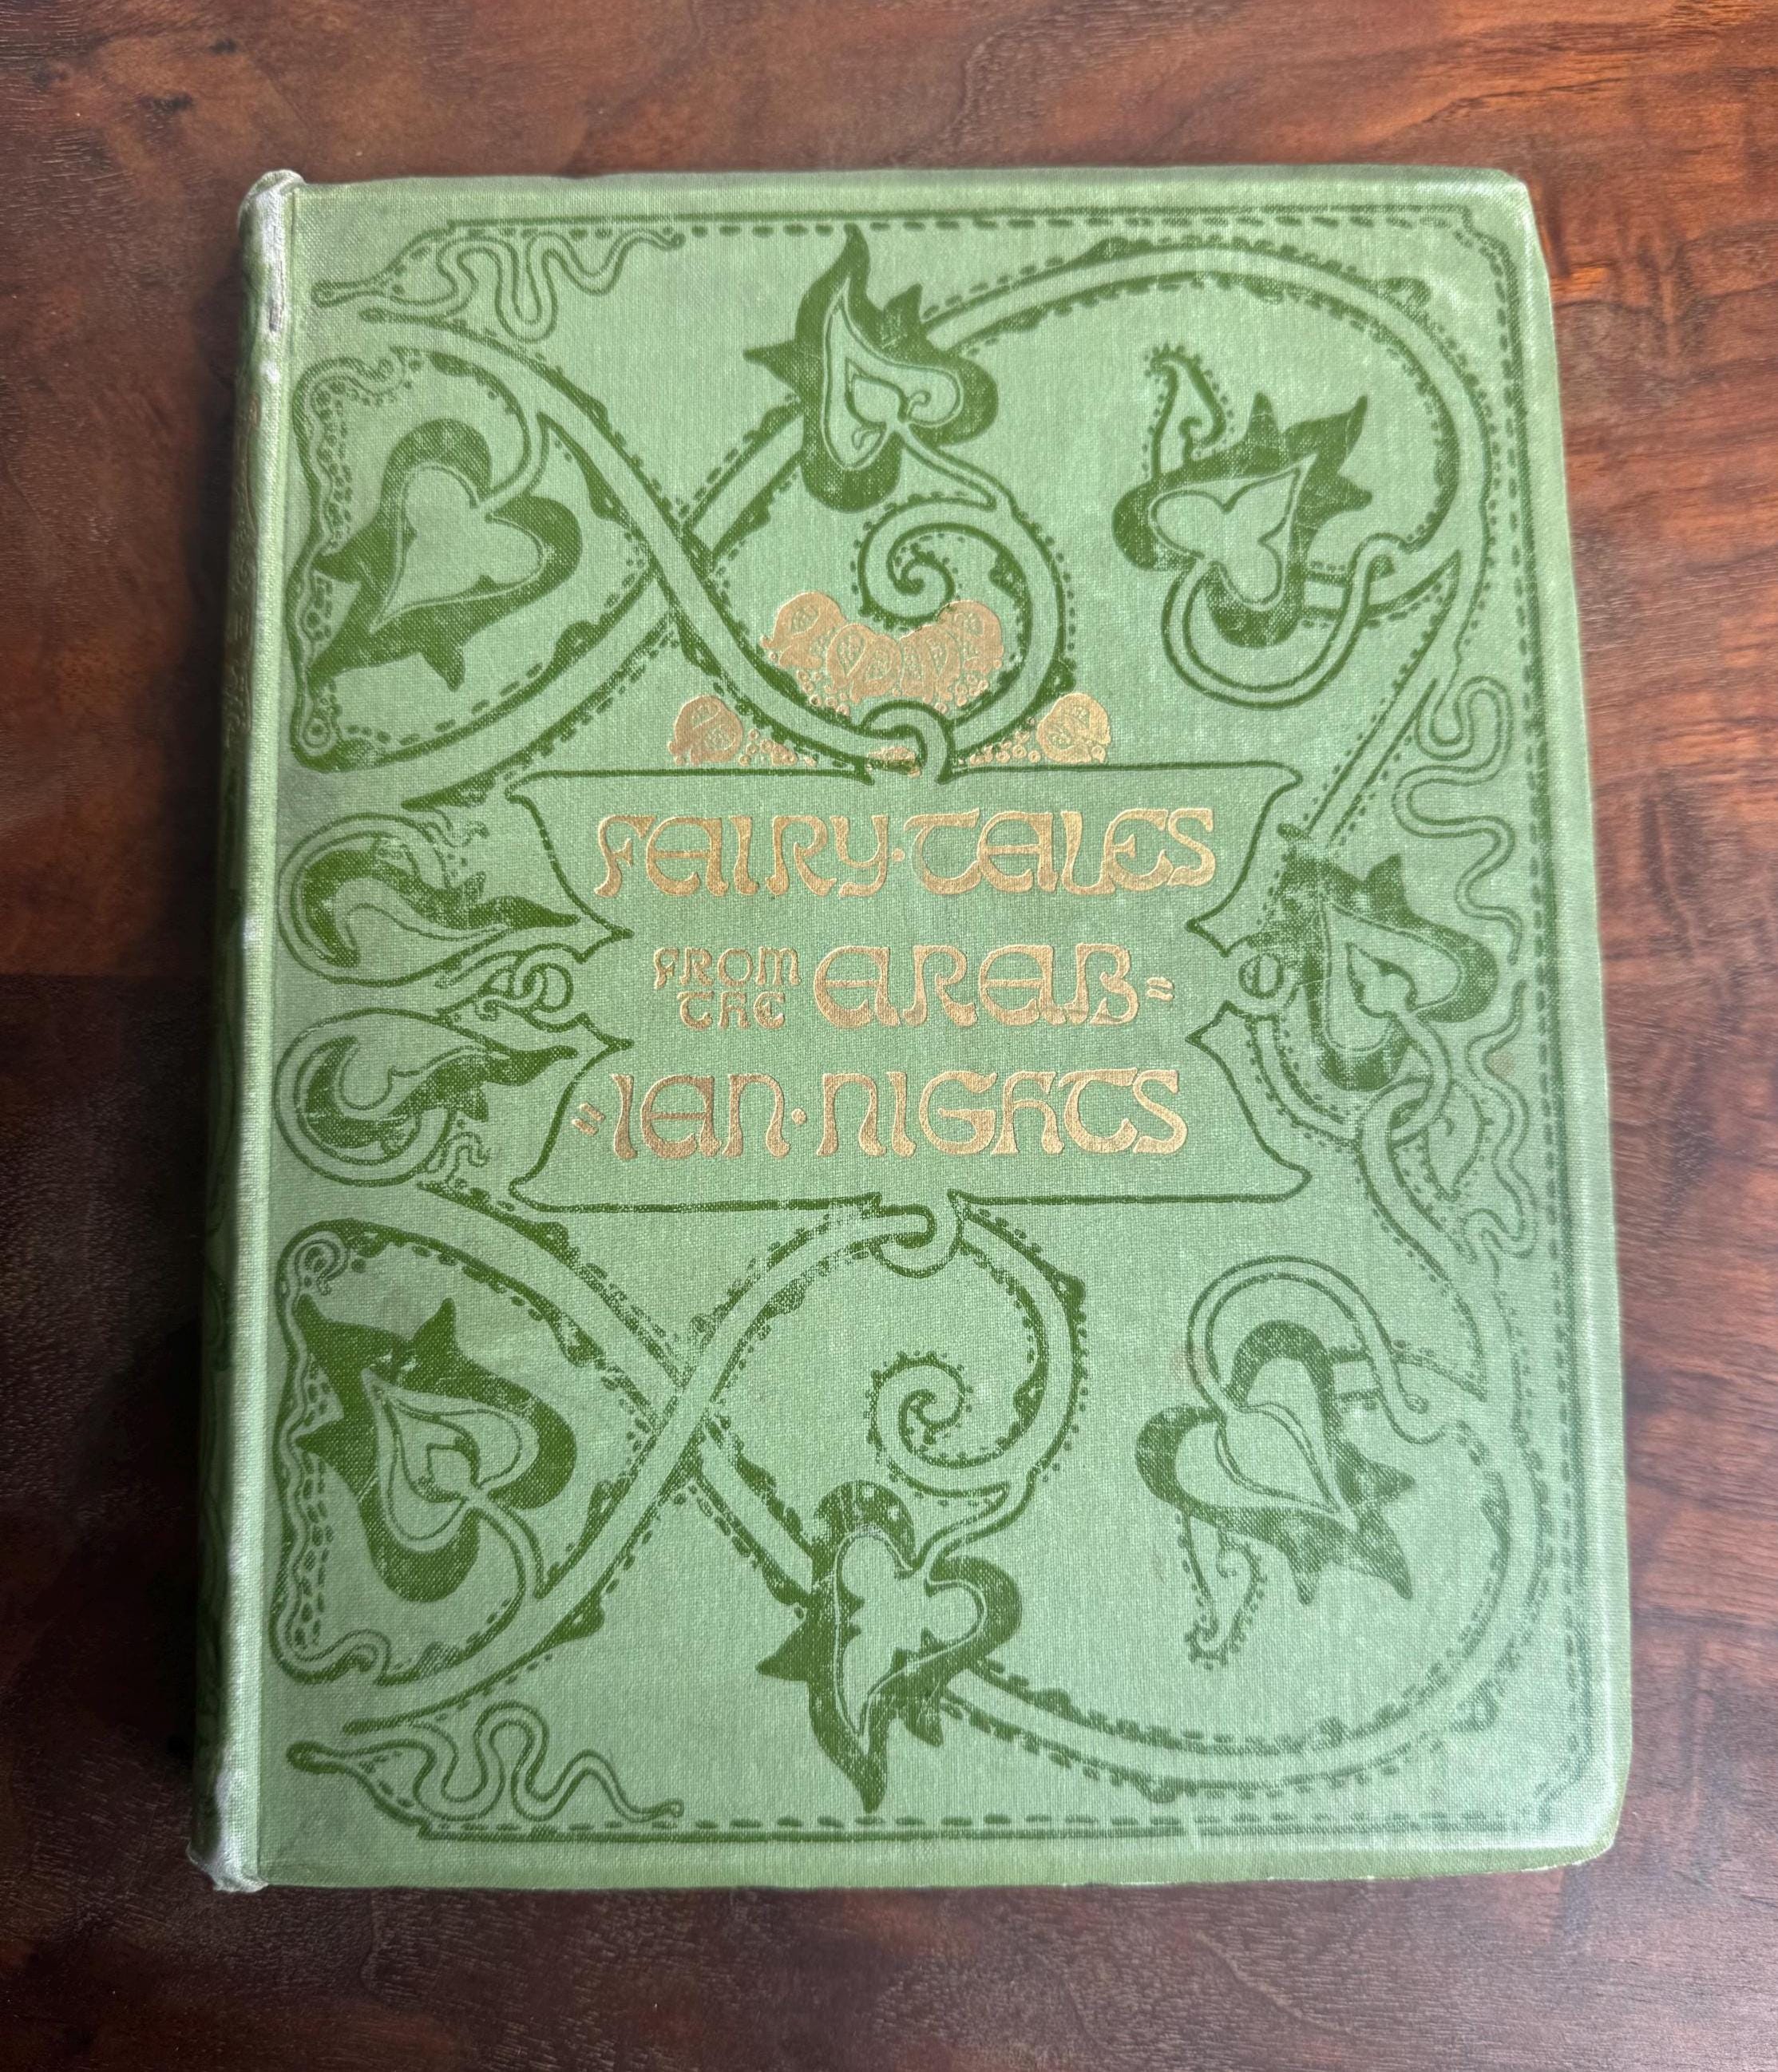 FAIRY·TALES
FROM THE ARAB=
=IAN·NIGHTS